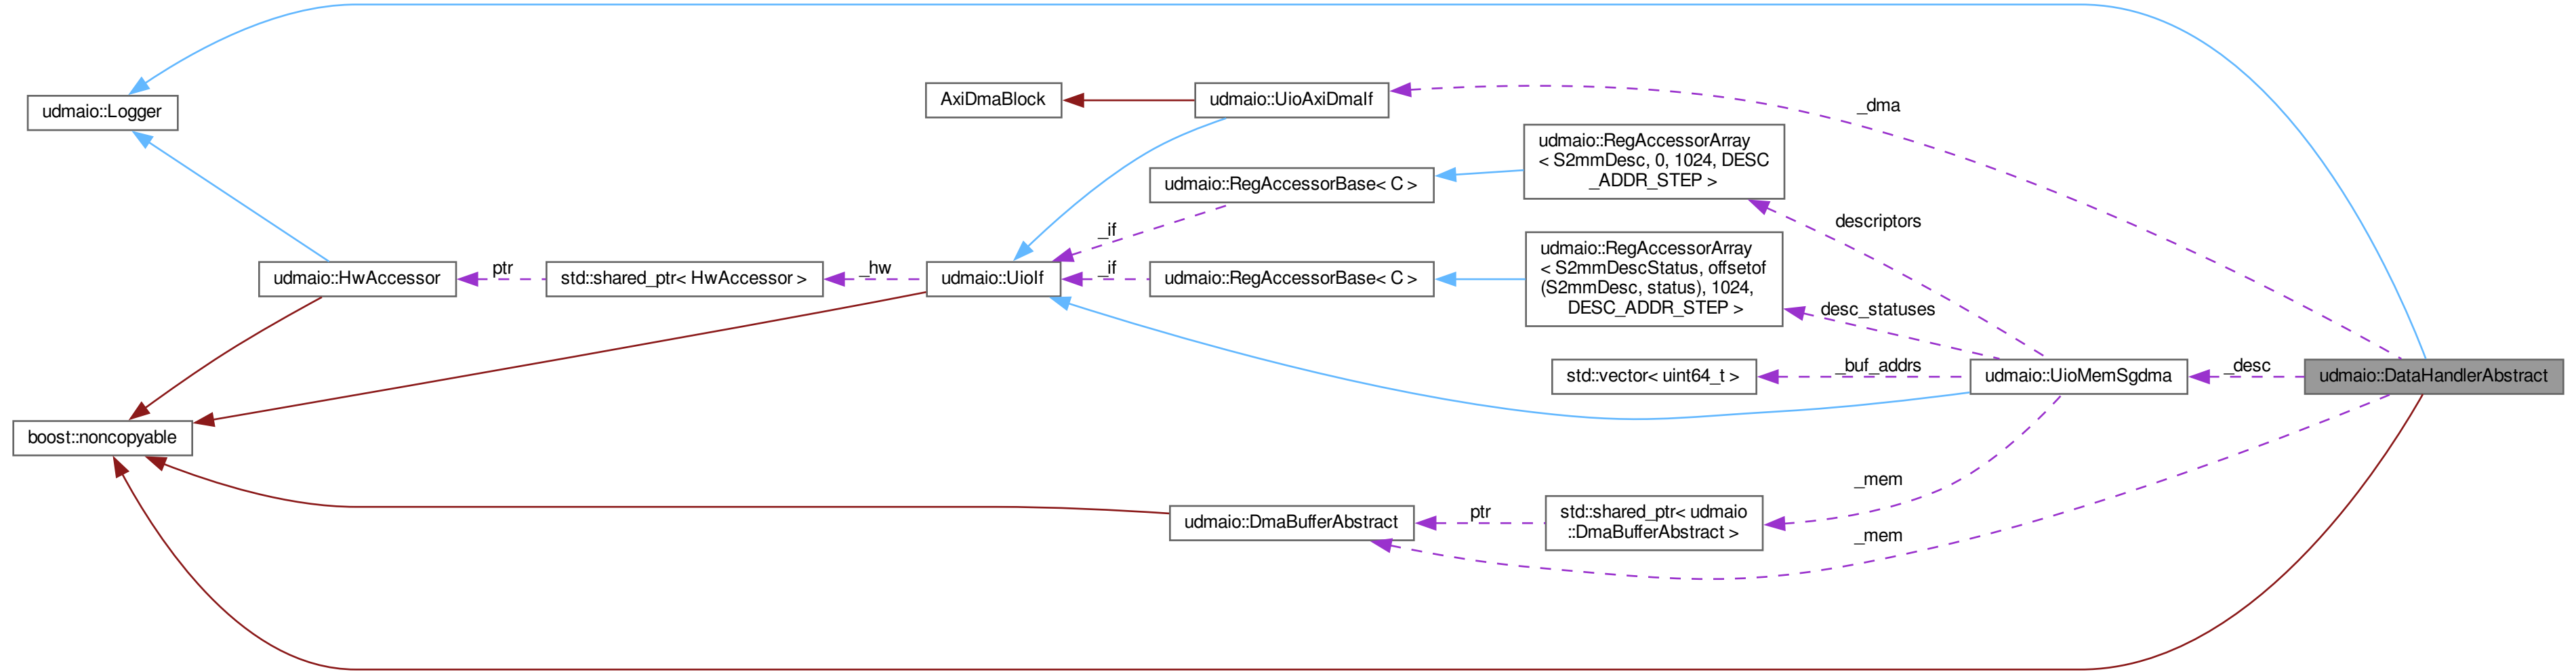 AxiDmaBlock
udmaio::UioAxiDmaIf
_dma
udmaio::Logger
udmaio::RegAccessorArray
< S2mmDesc, 0, 1024, DESC
_ADDR_STEP >
udmaio::RegAccessorBase< C >
descriptors
_if
udmaio::RegAccessorArray
< S2mmDescStatus, offsetof
(S2mmDesc, status), 1024,
DESC_ADDR_STEP >
udmaio::HwAccessor
ptr
std::shared_ptr< HwAccessor >
_hw
udmaio::UioIf
_if
udmaio::RegAccessorBase< C >
desc_statuses
std::vector< uint64_t >
_buf_addrs
udmaio::UioMemSgdma
_desc
udmaio::DataHandlerAbstract
boost::noncopyable
_mem
udmaio::DmaBufferAbstract
ptr
std::shared_ptr< udmaio
::DmaBufferAbstract >
_mem